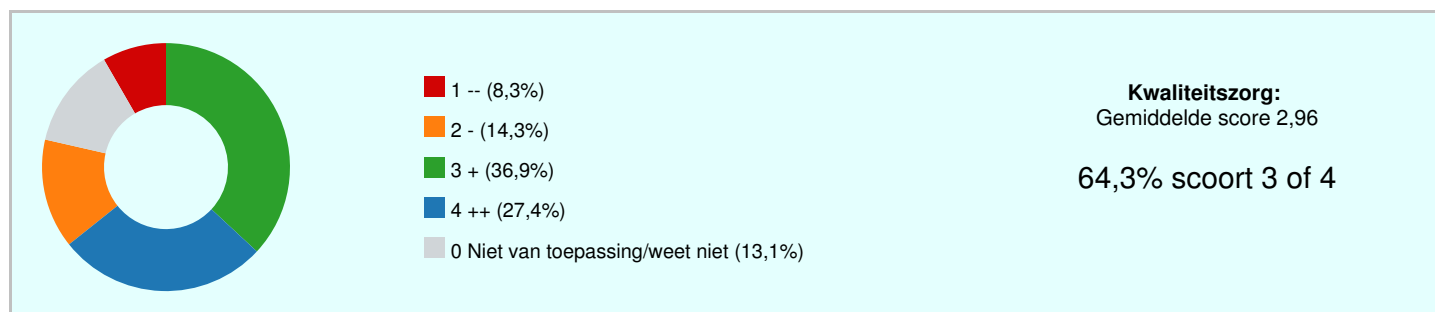 1 -- (8,3%)
2 - (14,3%)
3 + (36,9%)
4 ++ (27,4%)
0 Niet van toepassing/weet niet (13,1%)
Kwaliteitszorg:
Gemiddelde score 2,96
64,3% scoort 3 of 4